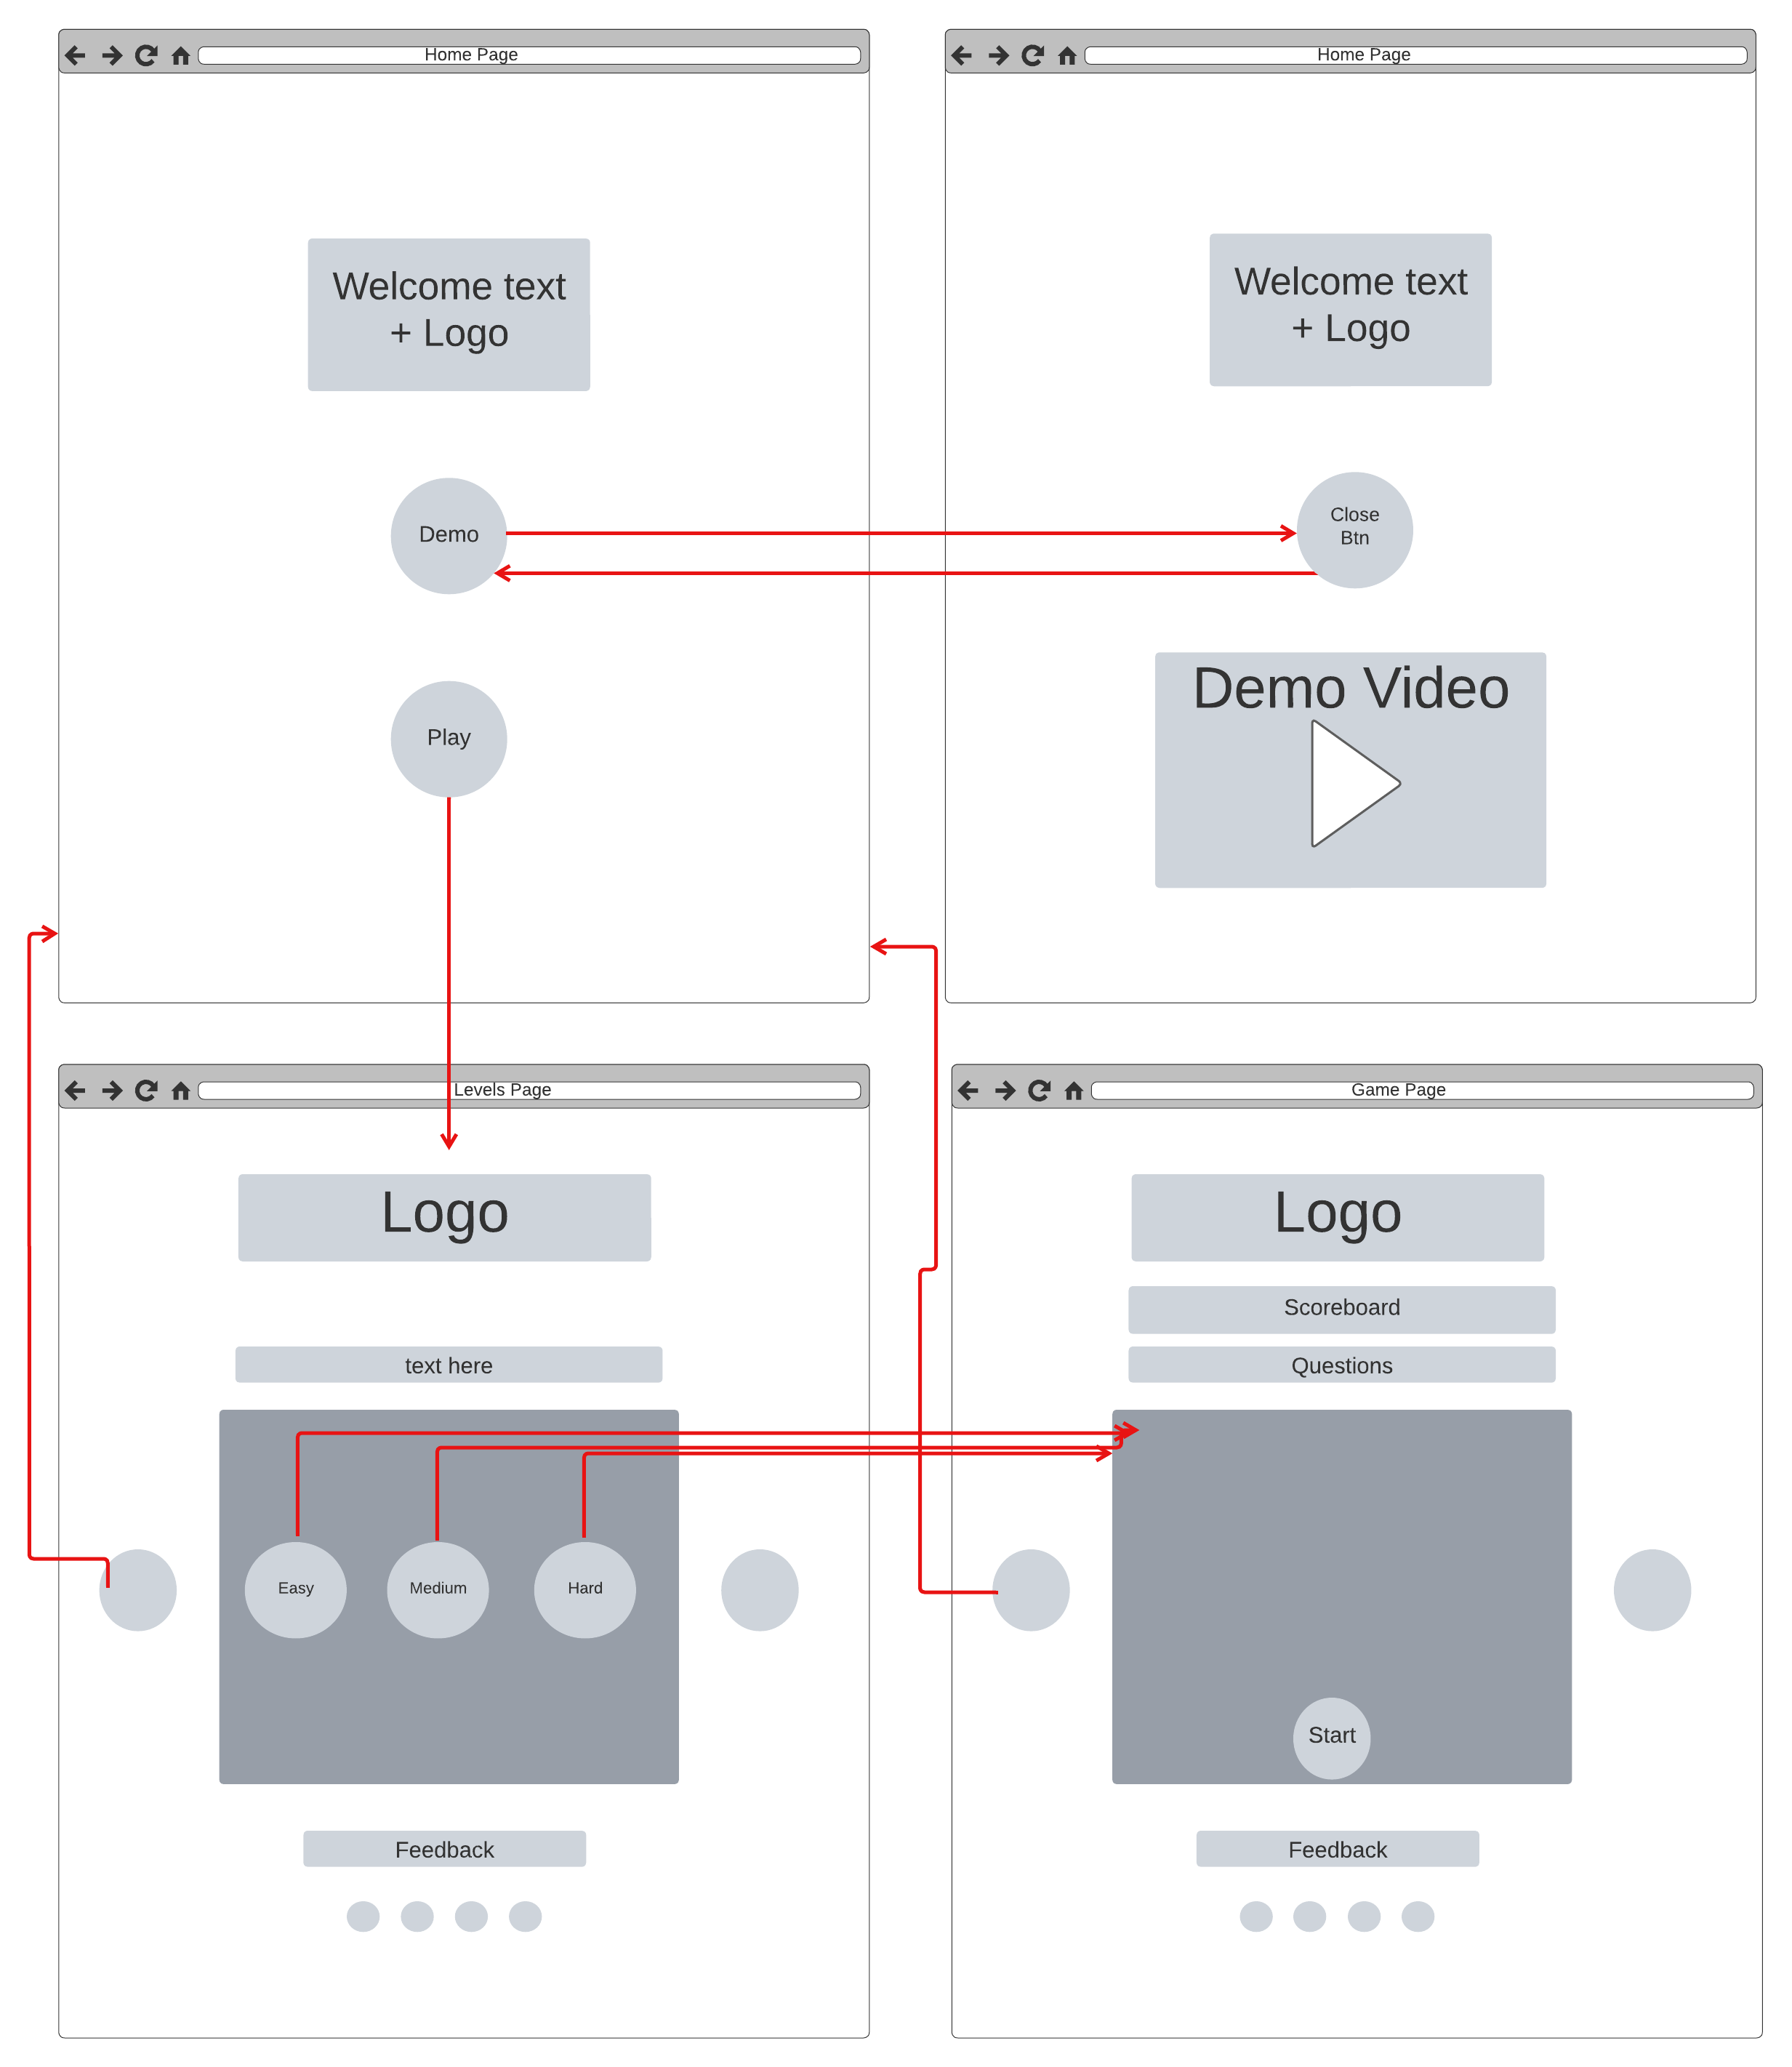 Home Page
Welcome text
+ Logo
Demo
Play
Home Page
Welcome text
+ Logo
Close
Btn
Demo Video
Levels Page
Logo
text here
Easy
Medium
Hard
Feedback
Game Page
Logo
Scoreboard
Questions
Start
Feedback